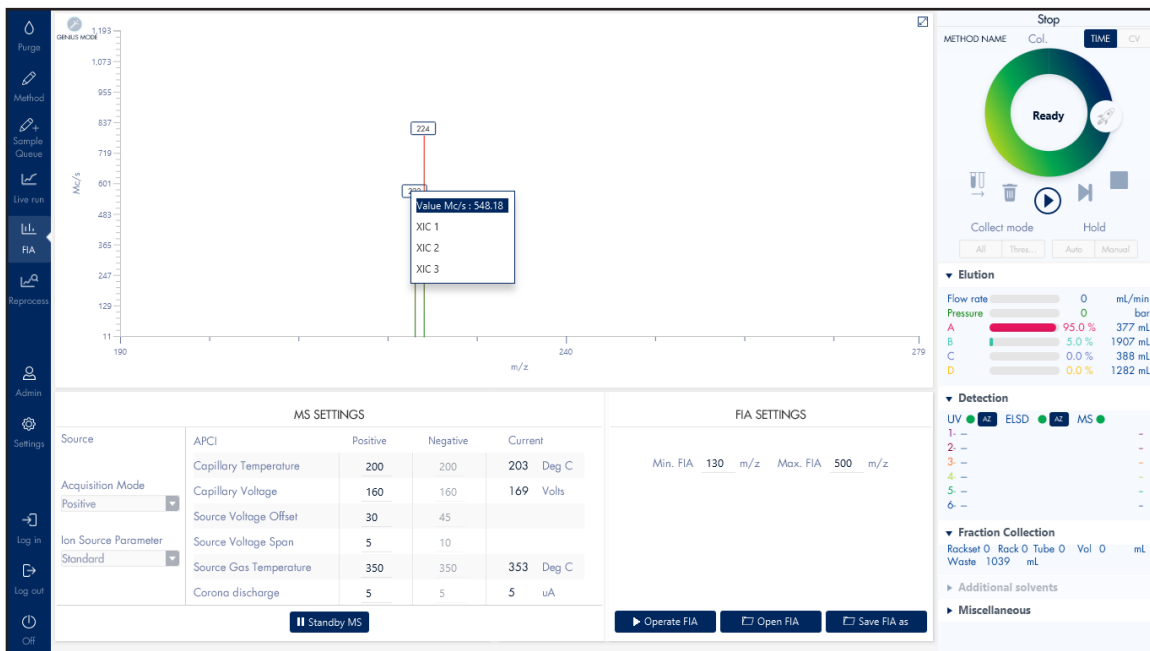 Purge
Method
Sample
Queue
Live run
FIA
Reprocess
Admin
Settings
Log in
Log out
Off
GENIUS MODE
1,193
1,073
955
837
719
601
483
365
247
129
11
Mc/s
190
240
279
m/z
224
Value Mc/s : 548.18
XIC 1
XIC 2
XIC 3
MS SETTINGS
Source
Acquisition Mode
Positive
Ion Source Parameter
Standard
APCI Positive Negative Current
Capillary Temperature 200 200 203 Deg C
Capillary Voltage 160 160 169 Volts
Source Voltage Offset 30 45
Source Voltage Span 5 10
Source Gas Temperature 350 350 353 Deg C
Corona discharge 5 5 5 uA
Standby MS
FIA SETTINGS
Min. FIA 130 m/z Max. FIA 500 m/z
Operate FIA Open FIA Save FIA as
Stop
METHOD NAME Col. TIME CV
Ready
Collect mode Hold
All Thres... Auto Manual
Elution
Flow rate 0 mL/min
Pressure 0 bar
A 95.0 % 377 mL
B 5.0 % 1907 mL
C 0.0 % 388 mL
D 0.0 % 1282 mL
Detection
UV AZ ELSD AZ MS
1- – -
2- – -
3- – -
4- – -
5- – -
6- – -
Fraction Collection
Rackset 0 Rack 0 Tube 0 Vol 0 mL
Waste 1039 mL
Additional solvents
Miscellaneous